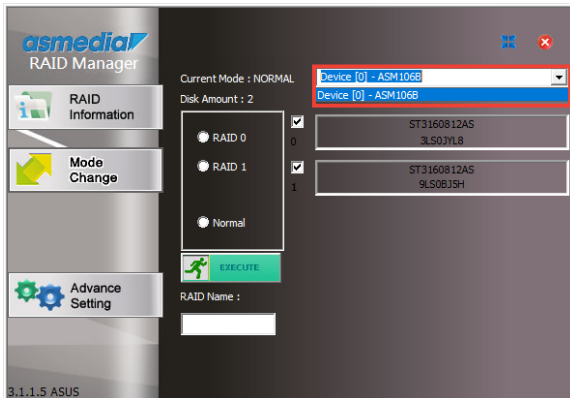 asmedia
RAID Manager
RAID
Information
Mode
Change
Advance
Setting
3.1.1.5 ASUS
Current Mode : NORMAL
Device [0] - ASM106B
Device [0] - ASM106B
Disk Amount : 2
RAID 0
RAID 1
Normal
0
ST3160812AS
3LS0JYL8
1
ST3160812AS
9LS0BJ5H
EXECUTE
RAID Name :